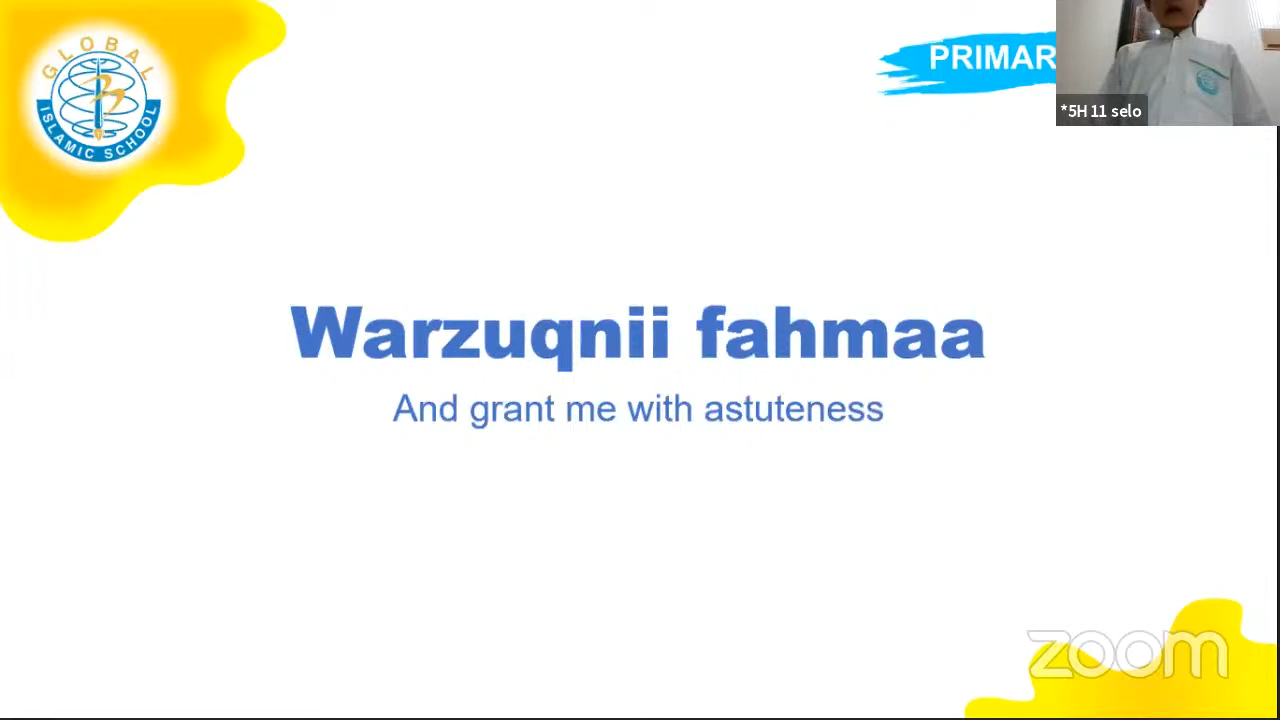 GLOBAL
ISLAMIC SCHOOL
PRIMAR
*5H 11 selo
Warzuqnii fahmaa
And grant me with astuteness
zoom